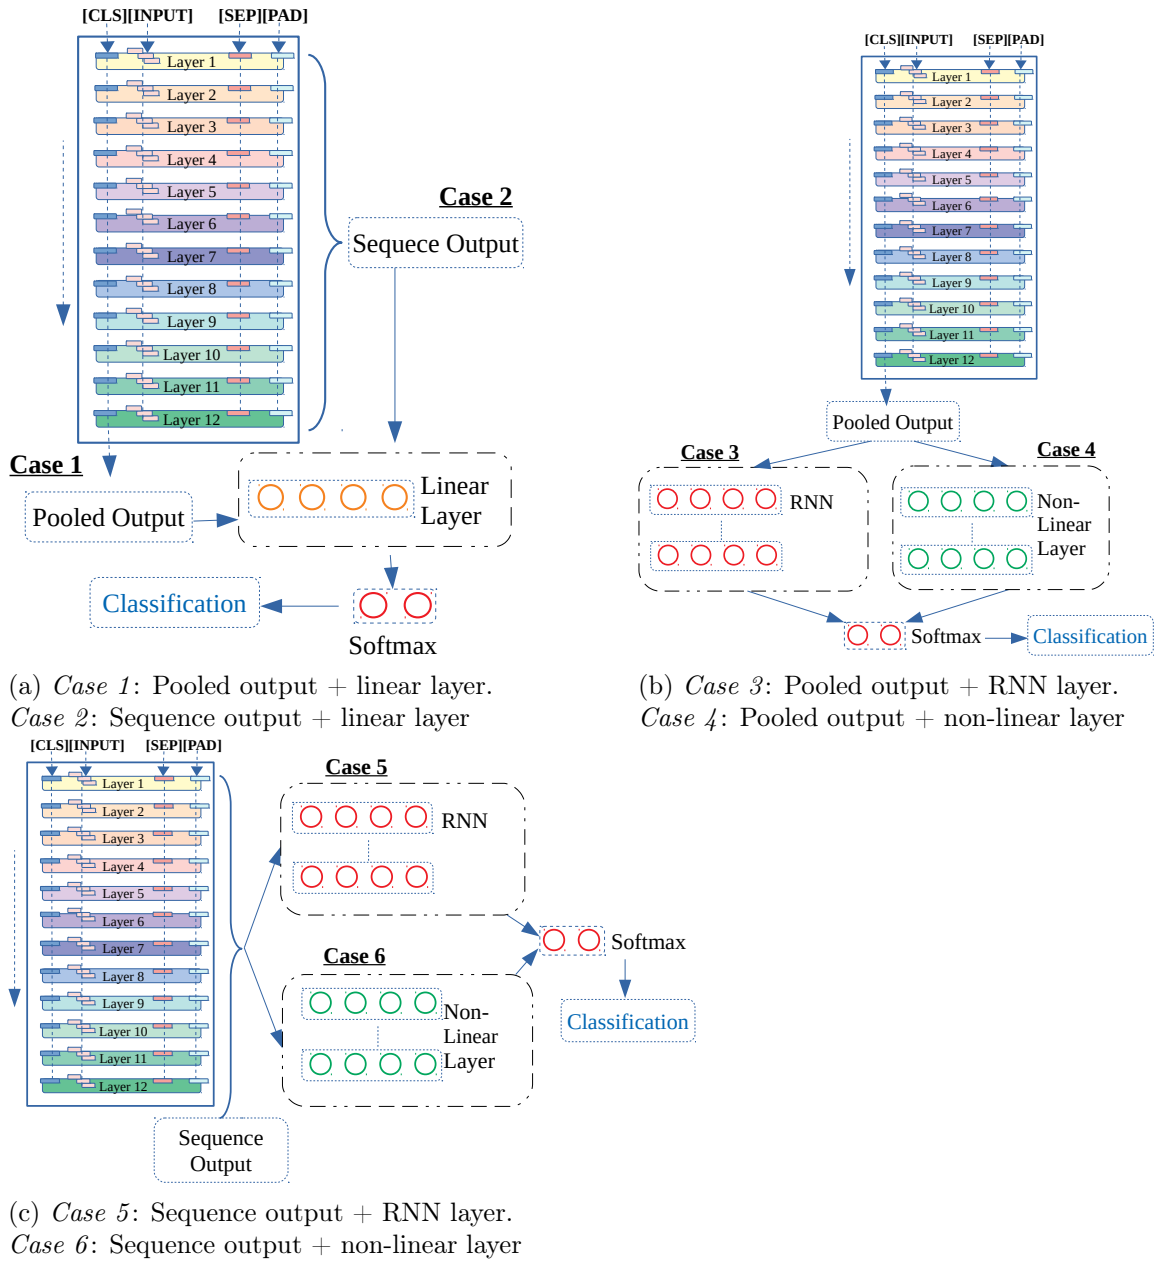 [CLS][INPUT] [SEP][PAD]
Layer 1
Layer 2
Layer 3
Layer 4
Layer 5
Layer 6
Layer 7
Layer 8
Layer 9
Layer 10
Layer 11
Layer 12
Case 2
Sequece Output
Case 1
Pooled Output
Linear
Layer
Classification
Softmax
(a) Case 1: Pooled output + linear layer.
Case 2: Sequence output + linear layer
[CLS][INPUT] [SEP][PAD]
Layer 1
Layer 2
Layer 3
Layer 4
Layer 5
Layer 6
Layer 7
Layer 8
Layer 9
Layer 10
Layer 11
Layer 12
Pooled Output
Case 3
RNN
Case 4
Non-
Linear
Layer
Softmax
Classification
(b) Case 3: Pooled output + RNN layer.
Case 4: Pooled output + non-linear layer
[CLS][INPUT] [SEP][PAD]
Layer 1
Layer 2
Layer 3
Layer 4
Layer 5
Layer 6
Layer 7
Layer 8
Layer 9
Layer 10
Layer 11
Layer 12
Sequence
Output
Case 5
RNN
Case 6
Non-
Linear
Layer
Softmax
Classification
(c) Case 5: Sequence output + RNN layer.
Case 6: Sequence output + non-linear layer